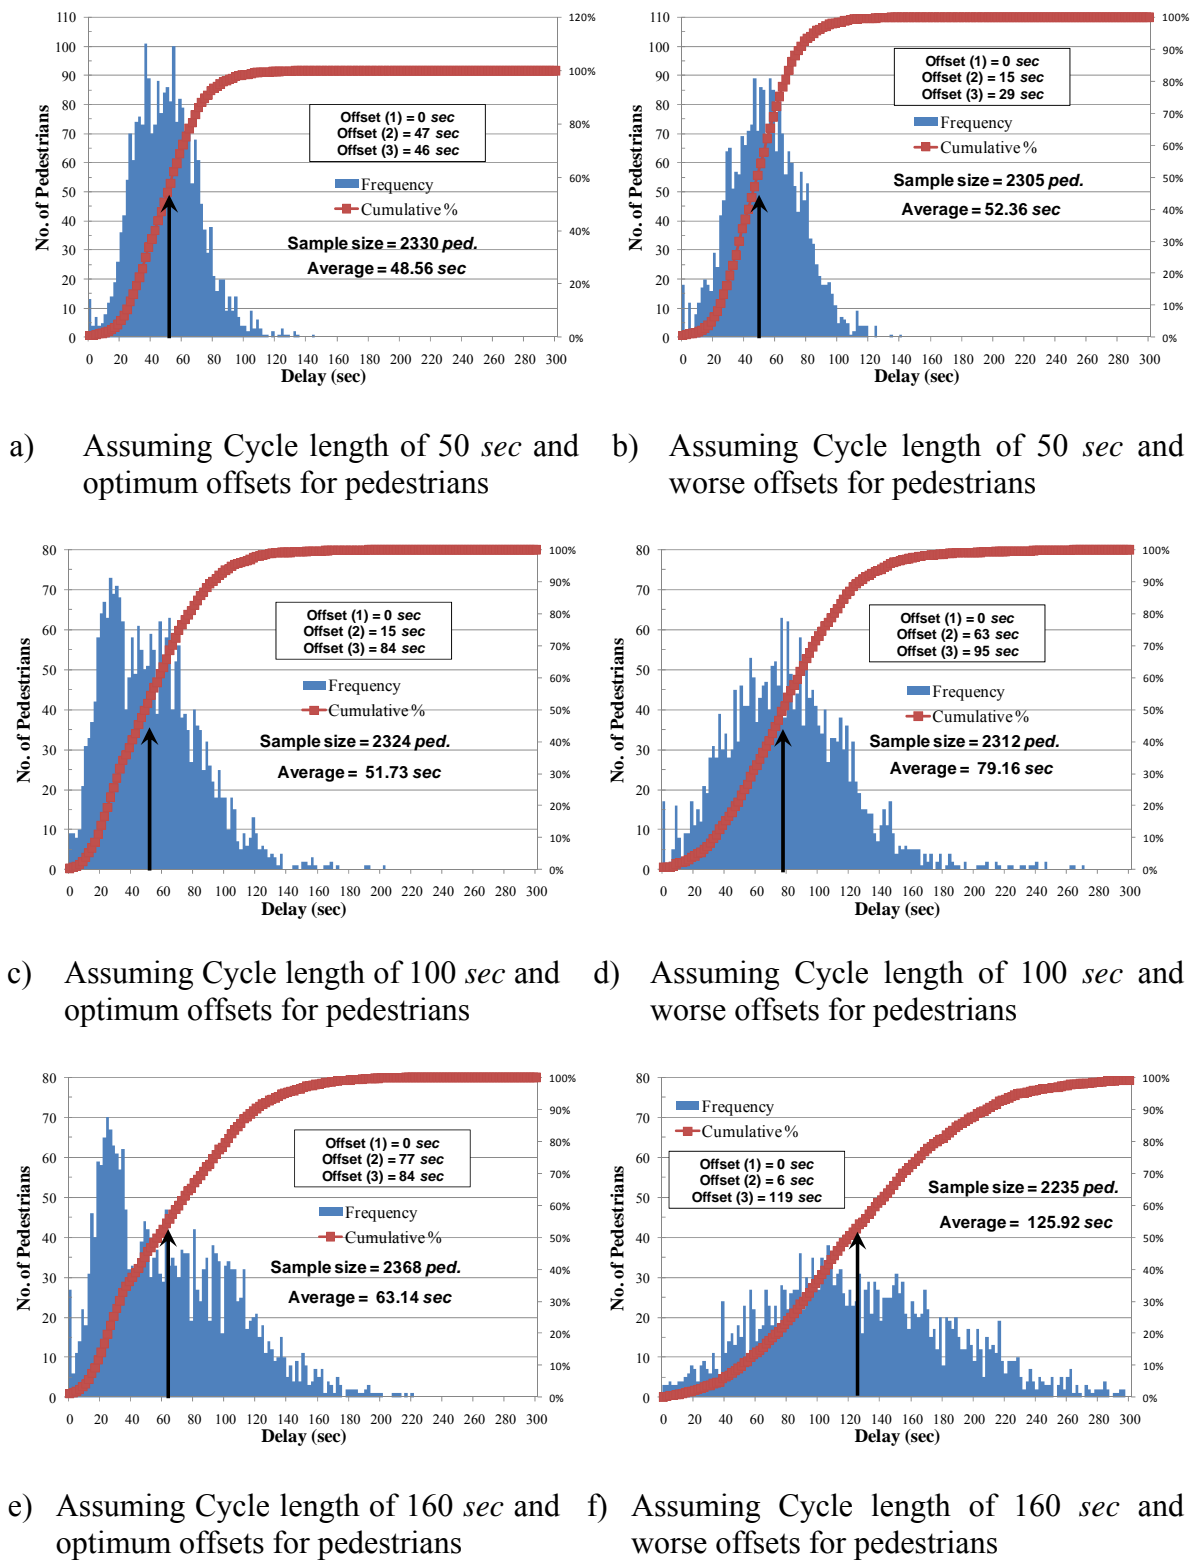 110
100
90
80
70
60
50
40
30
20
10
0
No. of Pedestrians
120%
100%
80%
60%
40%
20%
0%
Offset (1) = 0 sec
Offset (2) = 47 sec
Offset (3) = 46 sec
Frequency
Cumulative %
Sample size = 2330 ped.
Average = 48.56 sec
0 20 40 60 80 100 120 140 160 180 200 220 240 260 280 300
Delay (sec)
110
100
90
80
70
60
50
40
30
20
10
0
No. of Pedestrians
100%
90%
80%
70%
60%
50%
40%
30%
20%
10%
0%
Offset (1) = 0 sec
Offset (2) = 15 sec
Offset (3) = 29 sec
Frequency
Cumulative %
Sample size = 2305 ped.
Average = 52.36 sec
0 20 40 60 80 100 120 140 160 180 200 220 240 260 280 300
Delay (sec)
a) Assuming Cycle length of 50 sec and
optimum offsets for pedestrians
b) Assuming Cycle length of 50 sec and
worse offsets for pedestrians
80
70
60
50
40
30
20
10
0
No. of Pedestrians
100%
90%
80%
70%
60%
50%
40%
30%
20%
10%
0%
Offset (1) = 0 sec
Offset (2) = 15 sec
Offset (3) = 84 sec
Frequency
Cumulative %
Sample size = 2324 ped.
Average = 51.73 sec
0 20 40 60 80 100 120 140 160 180 200 220 240 260 280 300
Delay (sec)
80
70
60
50
40
30
20
10
0
No. of Pedestrians
100%
90%
80%
70%
60%
50%
40%
30%
20%
10%
0%
Offset (1) = 0 sec
Offset (2) = 63 sec
Offset (3) = 95 sec
Frequency
Cumulative %
Sample size = 2312 ped.
Average = 79.16 sec
0 20 40 60 80 100 120 140 160 180 200 220 240 260 280 300
Delay (sec)
c) Assuming Cycle length of 100 sec and
optimum offsets for pedestrians
d) Assuming Cycle length of 100 sec and
worse offsets for pedestrians
80
70
60
50
40
30
20
10
0
No. of Pedestrians
100%
90%
80%
70%
60%
50%
40%
30%
20%
10%
0%
Offset (1) = 0 sec
Offset (2) = 77 sec
Offset (3) = 84 sec
Frequency
Cumulative %
Sample size = 2368 ped.
Average = 63.14 sec
0 20 40 60 80 100 120 140 160 180 200 220 240 260 280 300
Delay (sec)
80
70
60
50
40
30
20
10
0
No. of Pedestrians
100%
90%
80%
70%
60%
50%
40%
30%
20%
10%
0%
Frequency
Cumulative %
Offset (1) = 0 sec
Offset (2) = 6 sec
Offset (3) = 119 sec
Sample size = 2235 ped.
Average = 125.92 sec
0 20 40 60 80 100 120 140 160 180 200 220 240 260 280 300
Delay (sec)
e) Assuming Cycle length of 160 sec and
optimum offsets for pedestrians
f) Assuming Cycle length of 160 sec and
worse offsets for pedestrians